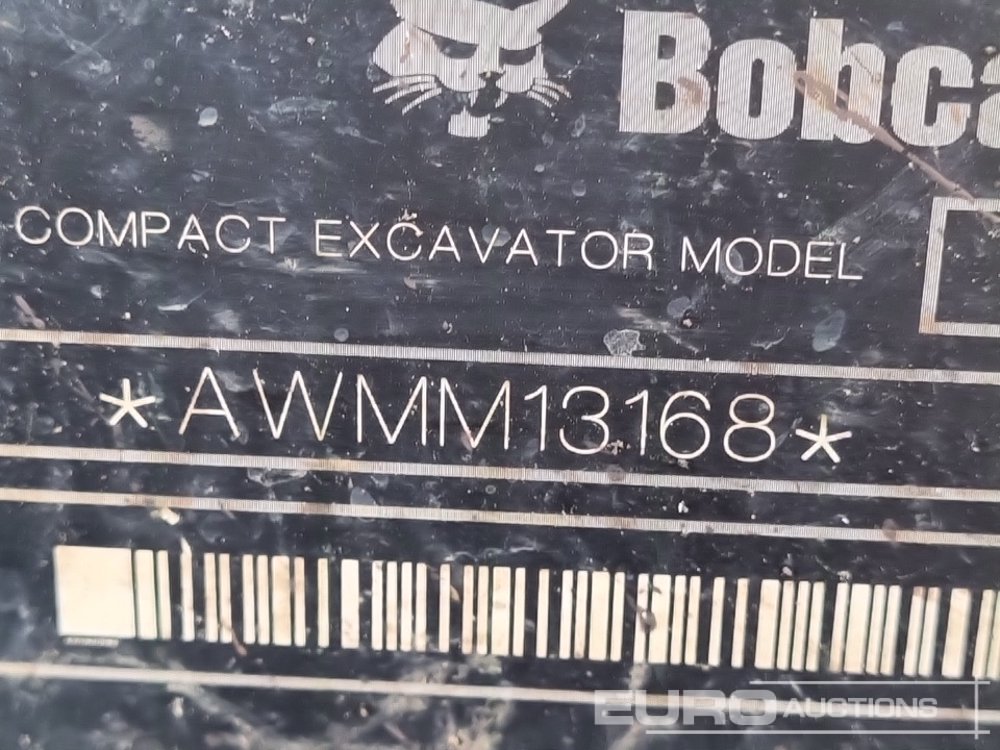 Bobca
COMPACT EXCAVATOR MODEL
*AWMM13168*
EURO AUCTIONS